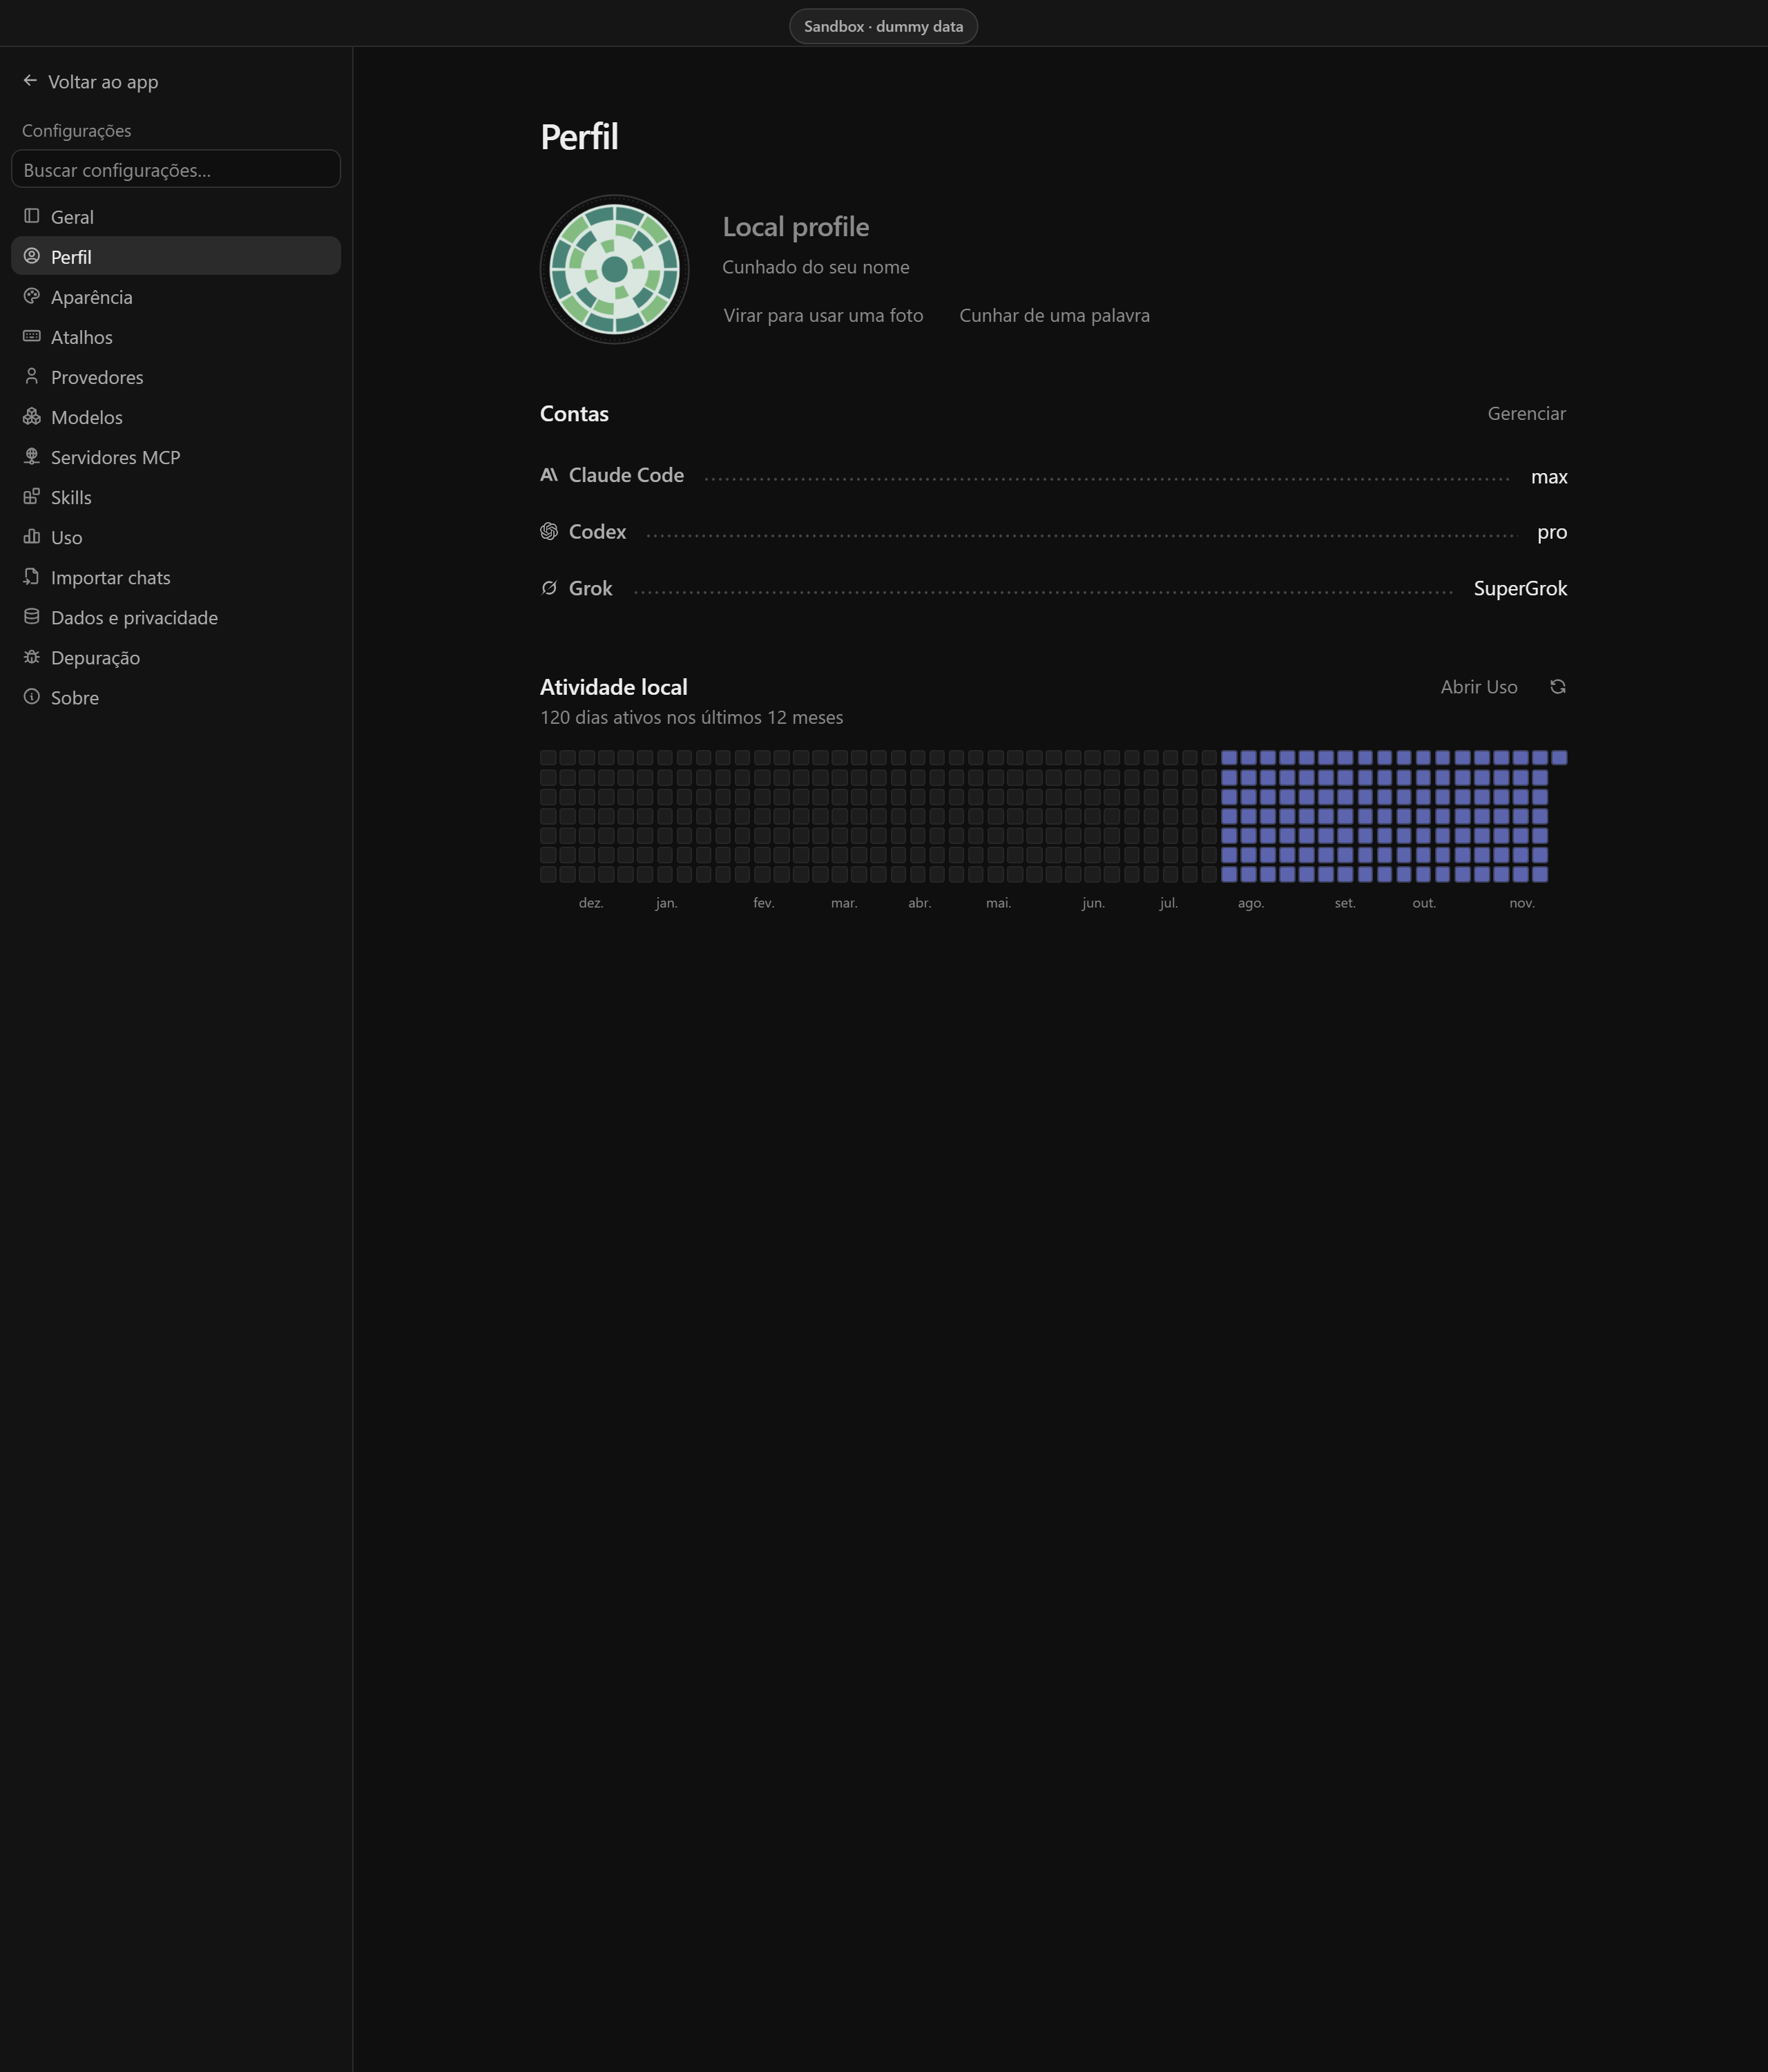 Sandbox · dummy data
Voltar ao app
Configurações
Buscar configurações...
Geral
Perfil
Aparência
Atalhos
Provedores
Modelos
Servidores MCP
Skills
Uso
Importar chats
Dados e privacidade
Depuração
Sobre
Perfil
Local profile
Cunhado do seu nome
Virar para usar uma foto Cunhar de uma palavra
Contas Gerenciar
Claude Code max
Codex pro
Grok SuperGrok
Atividade local Abrir Uso
120 dias ativos nos últimos 12 meses
dez. jan. fev. mar. abr. mai. jun. jul. ago. set. out. nov.